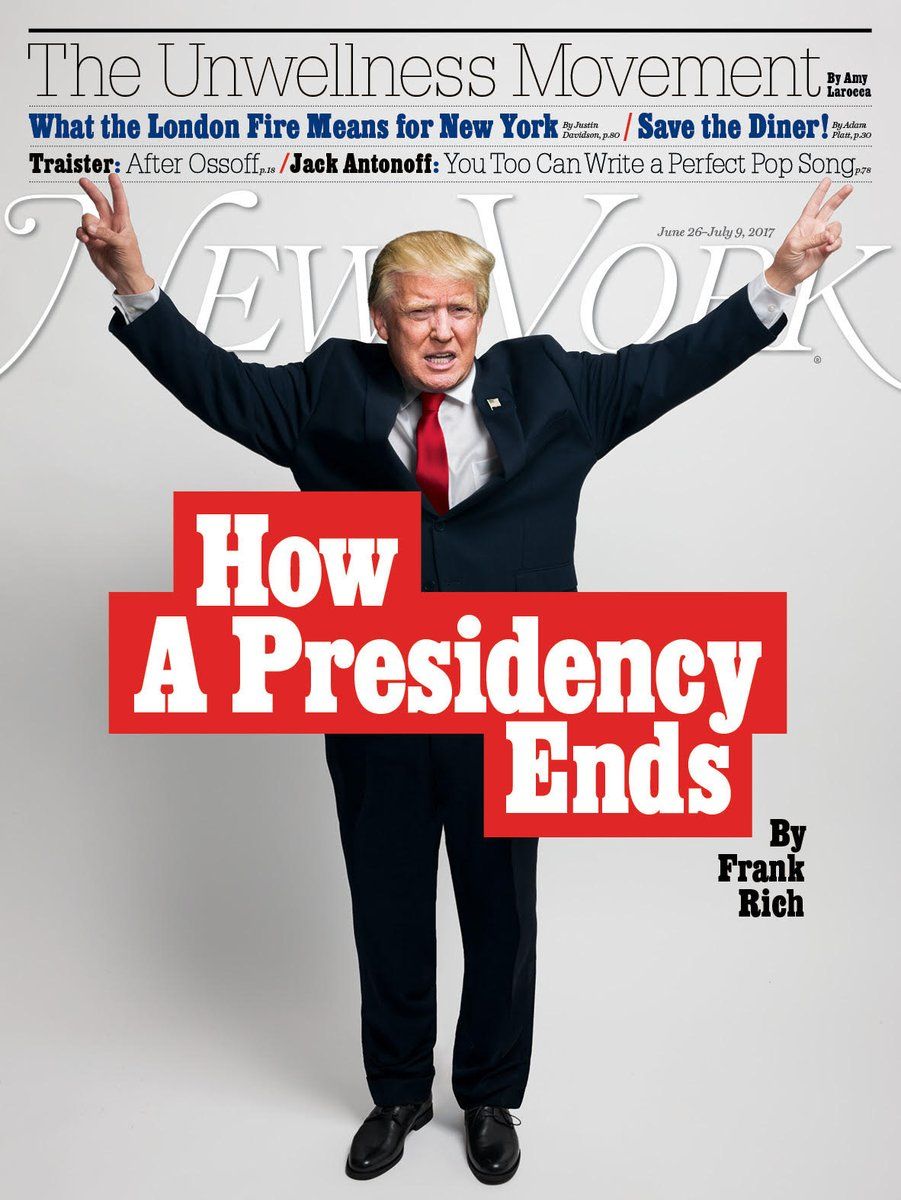 The Unwellness Movement By Amy Larocca
What the London Fire Means for New York By Justin Davidson, p.80 / Save the Diner! By Adam Platt, p.30
Traister: After Ossoff, p.18 / Jack Antonoff: You Too Can Write a Perfect Pop Song p.78
New York
June 26–July 9, 2017
®
How
A Presidency
Ends
By
Frank
Rich